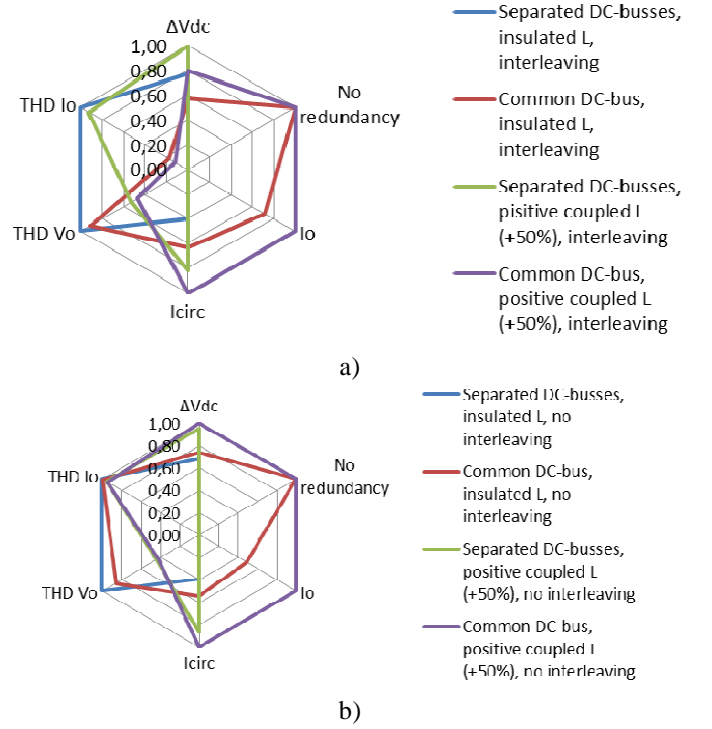 ΔVdc
1,00
0,80
0,60
0,40
0,20
0,00
No
redundancy
Io
Icirc
THD Vo
THD Io
Separated DC-busses,
insulated L,
interleaving
Common DC-bus,
insulated L,
interleaving
Separated DC-busses,
pisitive coupled L
(+50%), interleaving
Common DC-bus,
positive coupled L
(+50%), interleaving
a)
ΔVdc
1,00
0,80
0,60
0,40
0,20
0,00
No
redundancy
Io
Icirc
THD Vo
THD Io
Separated DC-busses,
insulated L, no
interleaving
Common DC-bus,
insulated L, no
interleaving
Separated DC-busses,
positive coupled L
(+50%), no interleaving
Common DC bus,
positive coupled L
(+50%), no interleaving
b)